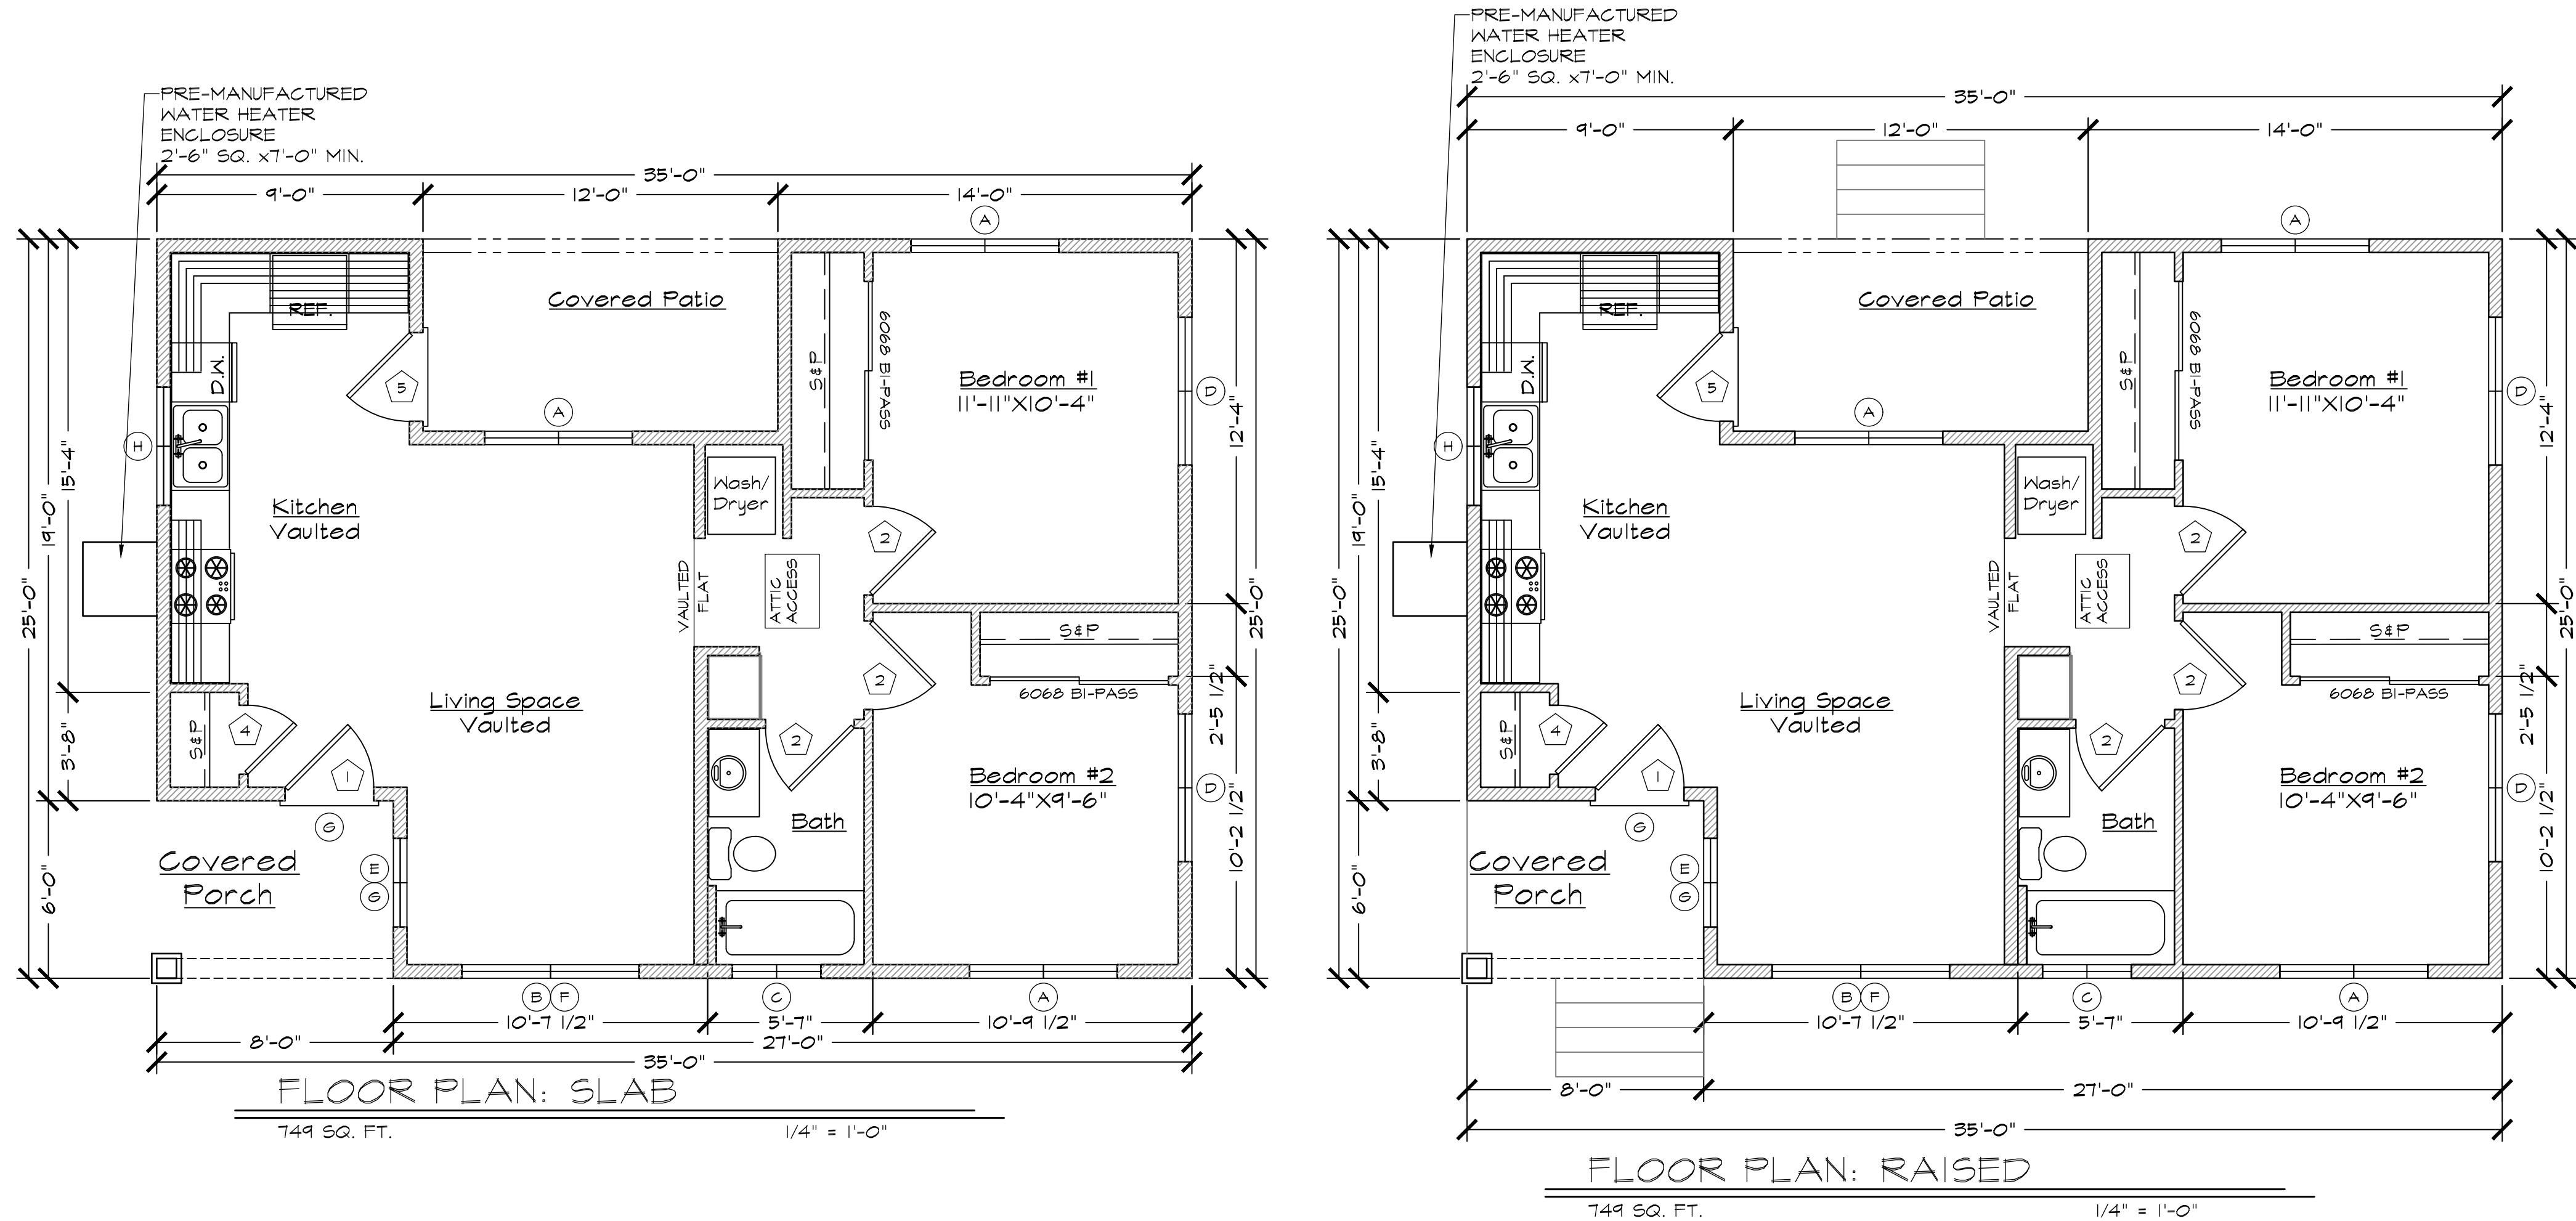 PRE-MANUFACTURED
WATER HEATER
ENCLOSURE
2'-6" SQ. x7'-0" MIN.
35'-0"
9'-0"
12'-0"
14'-0"
A
REF.
Covered Patio
S&P
6068 BI-PASS
Bedroom #1
11'-11"X10'-4"
D.W.
5
D
A
H
12'-4"
15'-4"
Wash/
Dryer
Kitchen
Vaulted
2
19'-0"
VAULTED
FLAT
ATTIC
ACCESS
25'-0"
25'-0"
S&P
2
6068 BI-PASS
2'-5 1/2"
Living Space
Vaulted
S&P
4
2
3'-8"
1
Bedroom #2
10'-4"X9'-6"
D
G
Bath
10'-2 1/2"
Covered
Porch
E
G
6'-0"
B
F
C
A
10'-7 1/2"
5'-7"
10'-9 1/2"
8'-0"
27'-0"
35'-0"
FLOOR PLAN: SLAB
749 SQ. FT.
1/4" = 1'-0"
PRE-MANUFACTURED
WATER HEATER
ENCLOSURE
2'-6" SQ. x7'-0" MIN.
35'-0"
9'-0"
12'-0"
14'-0"
A
REF.
Covered Patio
S&P
6068 BI-PASS
Bedroom #1
11'-11"X10'-4"
D.W.
5
D
A
H
12'-4"
15'-4"
Wash/
Dryer
Kitchen
Vaulted
2
19'-0"
VAULTED
FLAT
ATTIC
ACCESS
25'-0"
25'-0"
S&P
2
6068 BI-PASS
2'-5 1/2"
Living Space
Vaulted
S&P
4
2
3'-8"
1
Bedroom #2
10'-4"X9'-6"
D
G
Bath
10'-2 1/2"
Covered
Porch
E
G
6'-0"
B
F
C
A
10'-7 1/2"
5'-7"
10'-9 1/2"
8'-0"
27'-0"
35'-0"
FLOOR PLAN: RAISED
749 SQ. FT.
1/4" = 1'-0"